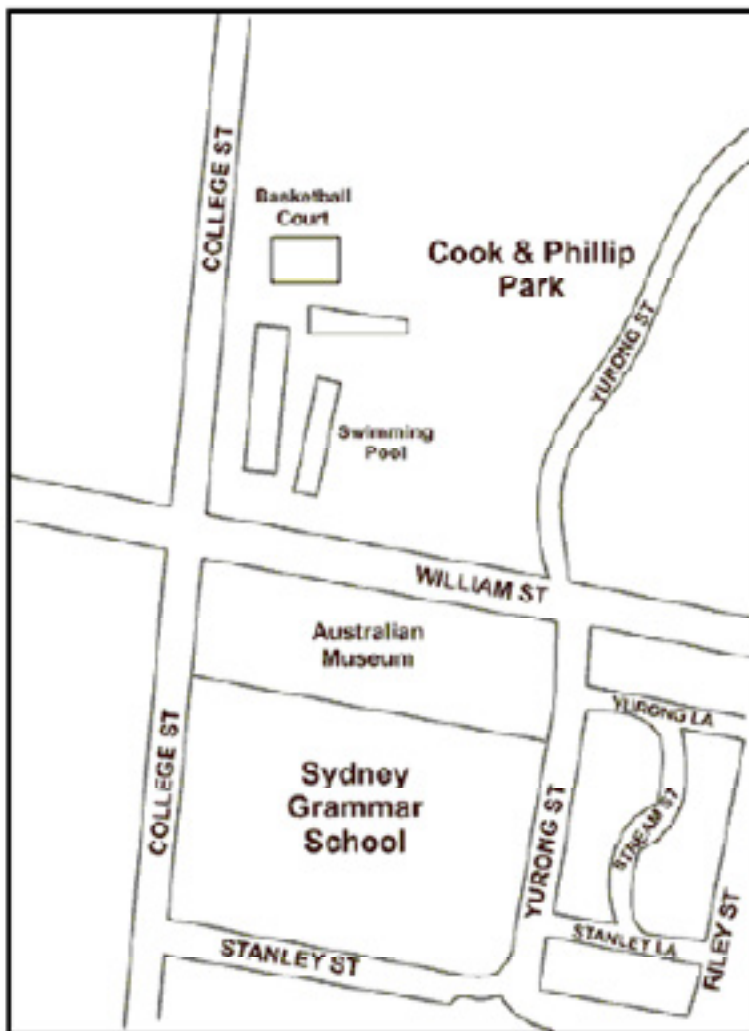 COLLEGE ST
Basketball
Court
Cook & Phillip
Park
YURONG ST
Swimming
Pool
WILLIAM ST
Australian
Museum
YURONG LA
Sydney
Grammar
School
COLLEGE ST
YURONG ST
STREAM ST
STANLEY ST
STANLEY LA
RILEY ST